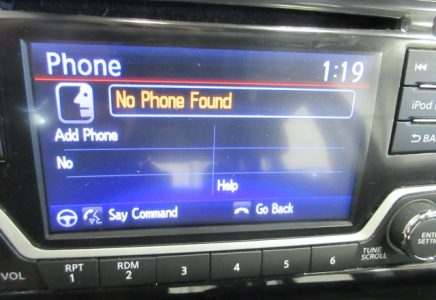 Phone 1:19
No Phone Found
Add Phone
No
Help
Say Command Go Back
iPod
BA
VOL RPT 1 RDM 2 3 4 5 6 TUNE SCROLL
ENTE
SETTI